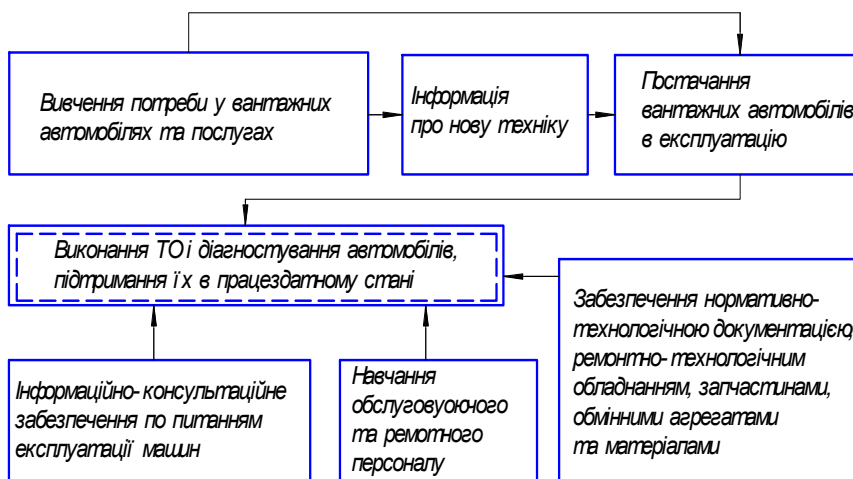 Вивчення потреби у вантажних
автомобілях та послугах
Інформація
про нову техніку
Постачання
вантажних автомобілів
в експлуатацію
Виконання ТО і діагностування автомобілів,
підтримання їх в працездатному стані
Забезпечення нормативно-
технологічною документацією,
ремонтно-технологічним
обладнанням, запчастинами,
обмінними агрегатами
та матеріалами
Інформаційно-консультаційне
забезпечення по питанням
експлуатації машин
Навчання
обслуговуоючого
та ремотного
персоналу